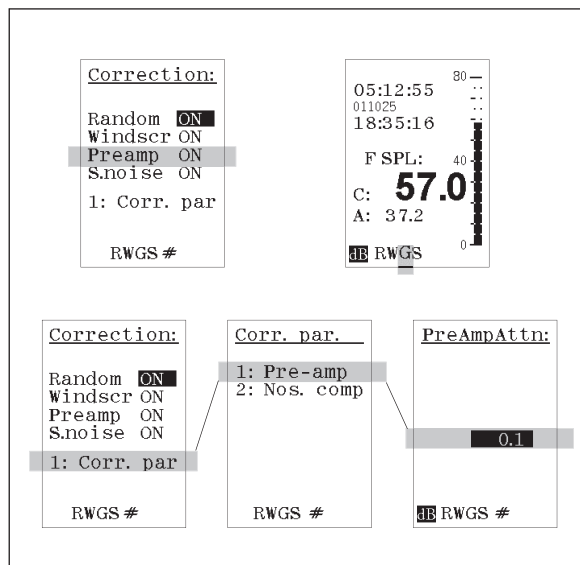 Correction:
Random ON
Windscr ON
Preamp ON
S.noise ON
1: Corr. par
RWGS #
80
05:12:55
011025
18:35:16
F SPL:
40
C: 57.0
A: 37.2
0
dB RWGS
Correction:
Random ON
Windscr ON
Preamp ON
S.noise ON
1: Corr. par
RWGS #
Corr. par.
1: Pre-amp
2: Nos. comp
RWGS #
PreAmpAttn:
0.1
dB RWGS #